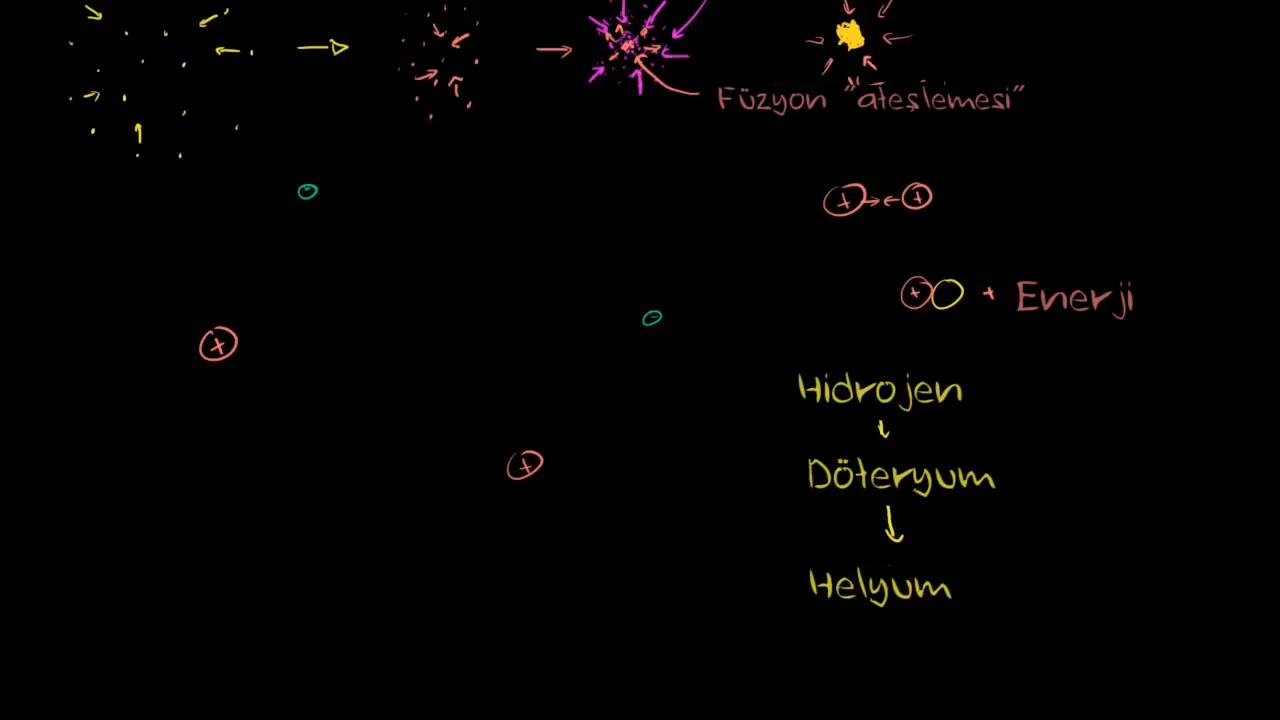 Füzyon "ateşlemesi"
+ +
+ + Enerji
-
-
+
Hidrojen
+
Döteryum
Helyum